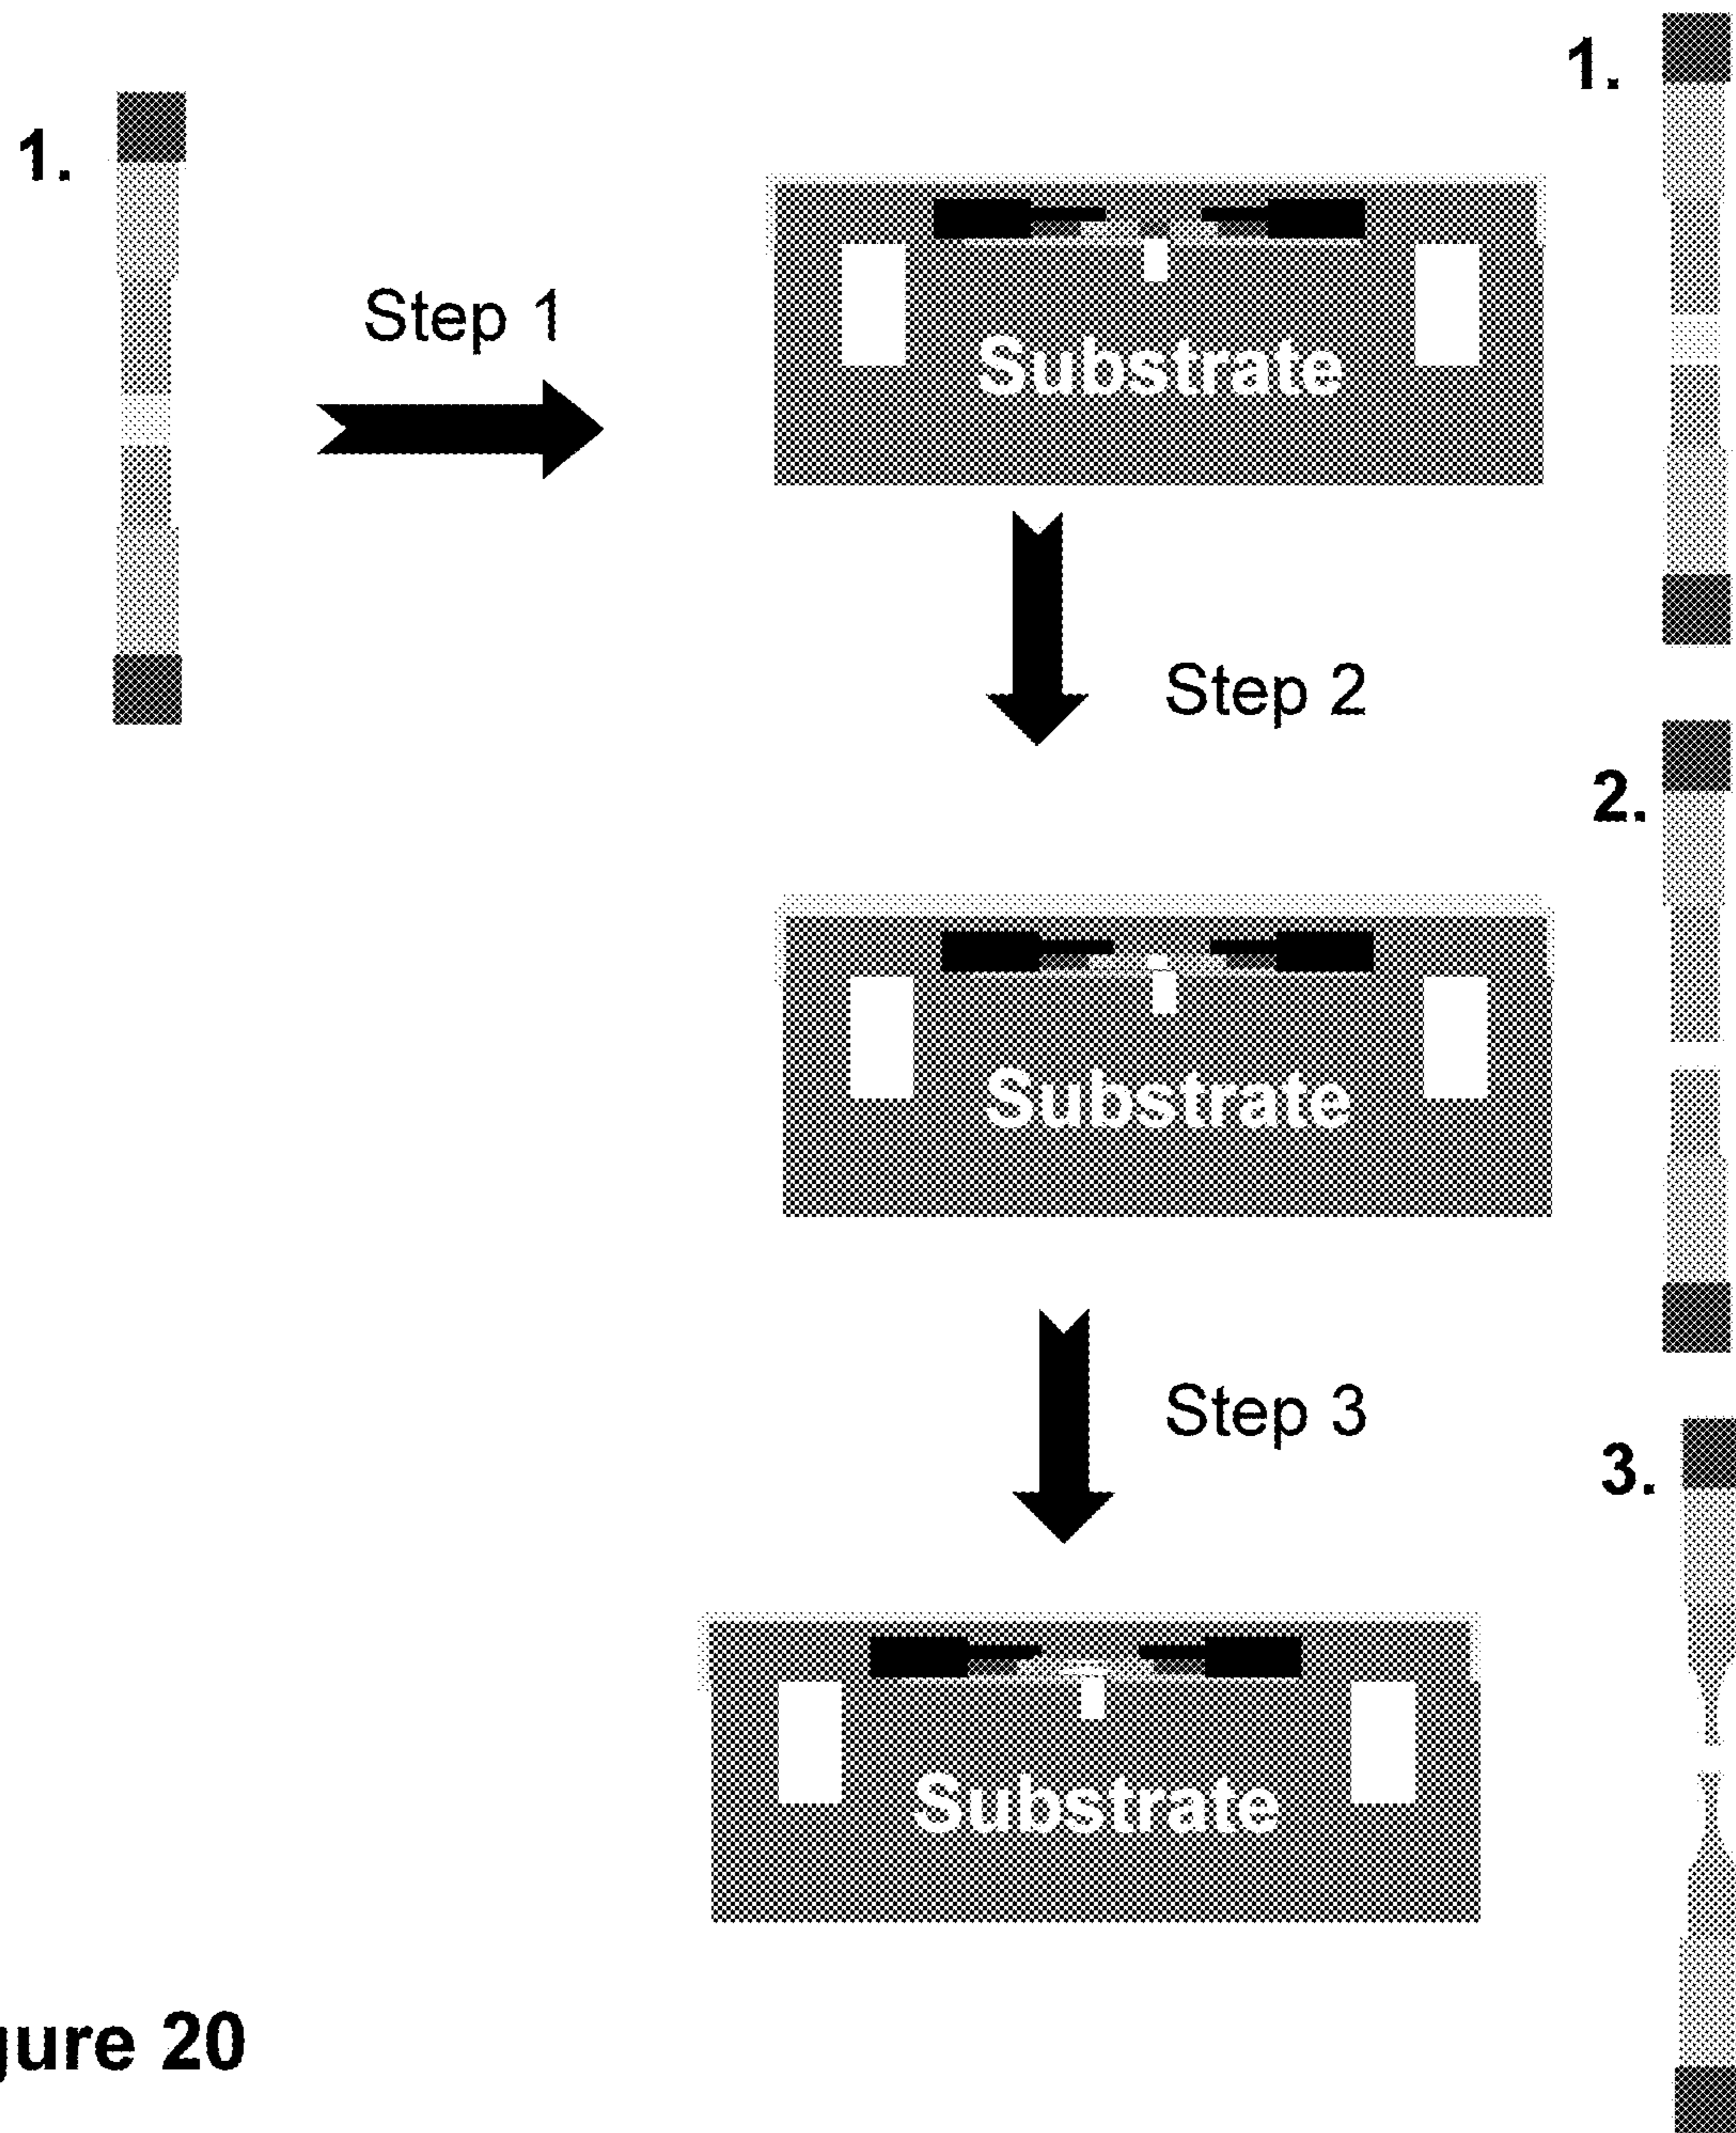 1.
1.
Step 1
Substrate
Step 2
2.
Substrate
Step 3
3.
Substrate
gure 20